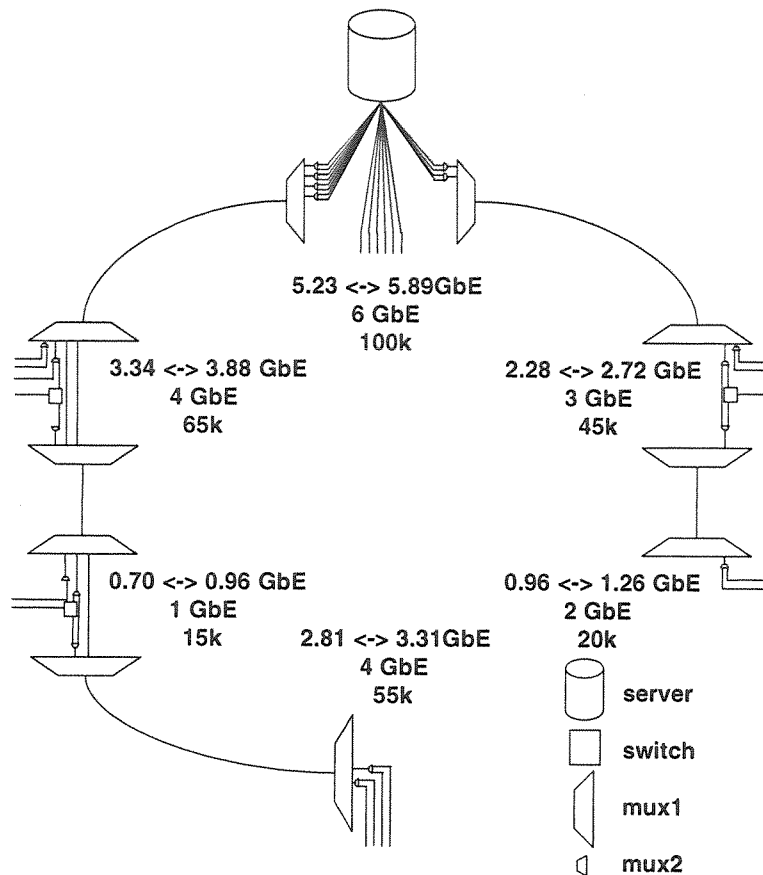 5.23 <-> 5.89GbE
6 GbE
100k
3.34 <-> 3.88 GbE
4 GbE
65k
2.28 <-> 2.72 GbE
3 GbE
45k
0.70 <-> 0.96 GbE
1 GbE
15k
0.96 <-> 1.26 GbE
2 GbE
20k
2.81 <-> 3.31GbE
4 GbE
55k
server
switch
mux1
mux2